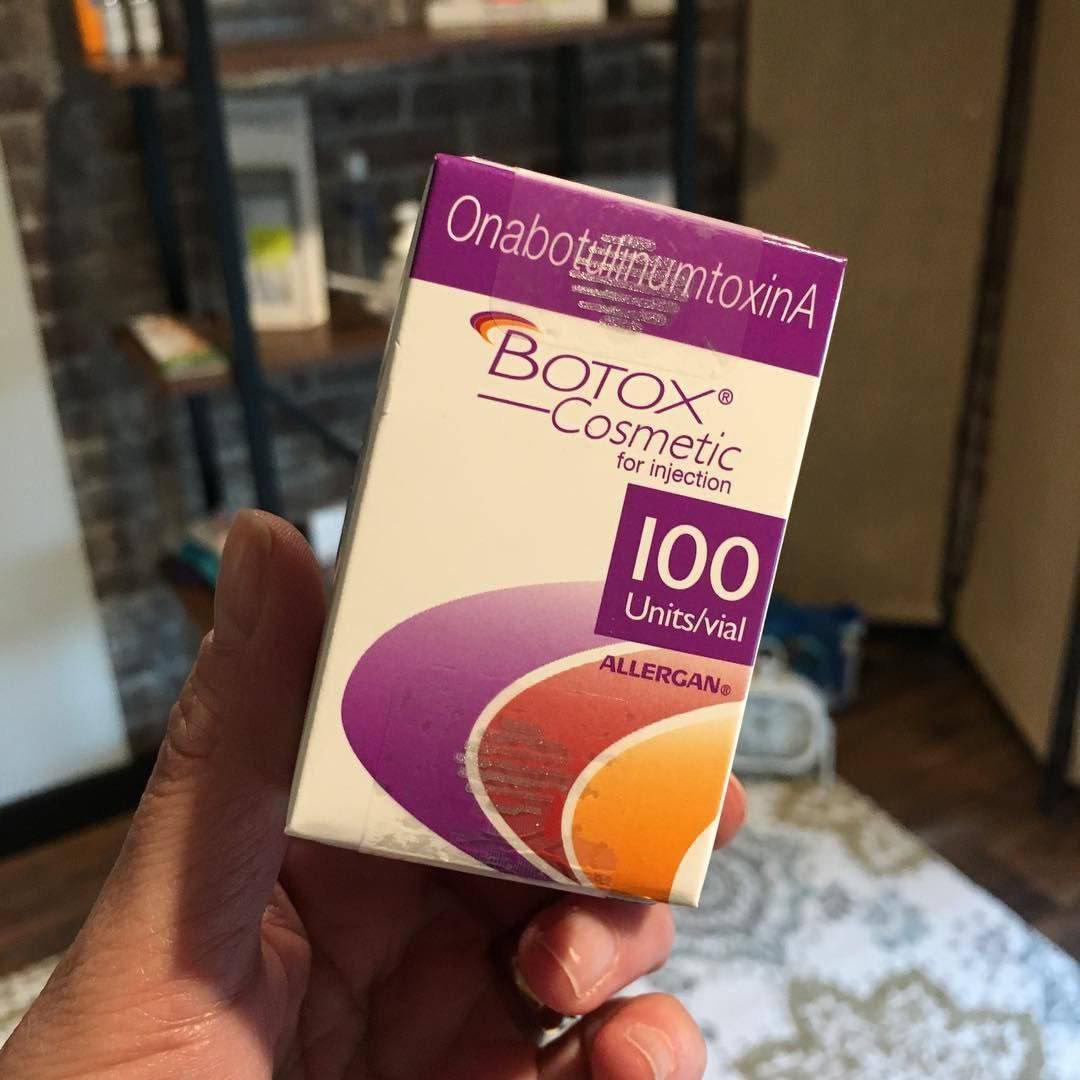 OnabotulinumtoxinA
BOTOX®
Cosmetic
for injection
100
Units/vial
ALLERGAN®